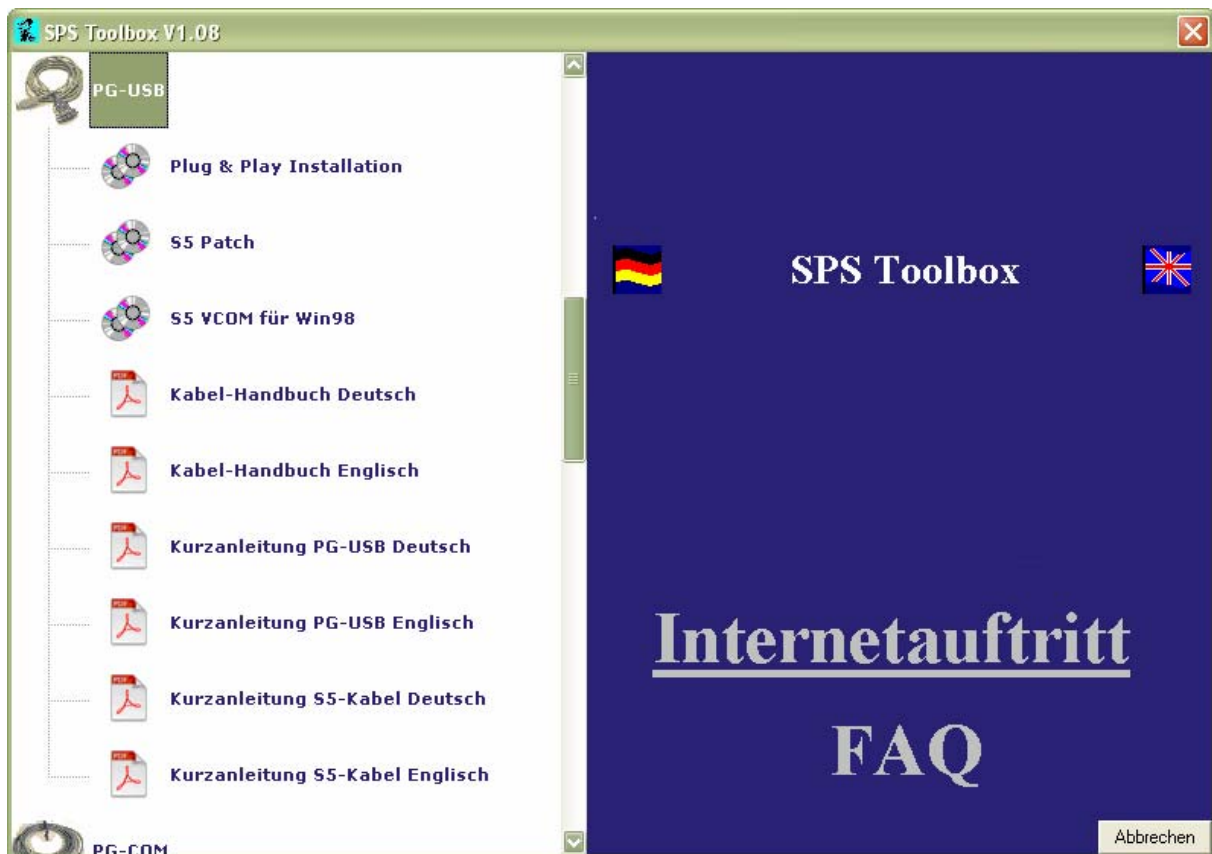 SPS Toolbox V1.08
PG-USB
Plug & Play Installation
S5 Patch
S5 VCOM für Win98
Kabel-Handbuch Deutsch
Kabel-Handbuch Englisch
Kurzanleitung PG-USB Deutsch
Kurzanleitung PG-USB Englisch
Kurzanleitung S5-Kabel Deutsch
Kurzanleitung S5-Kabel Englisch
PG-COM
SPS Toolbox
Internetauftritt
FAQ
Abbrechen